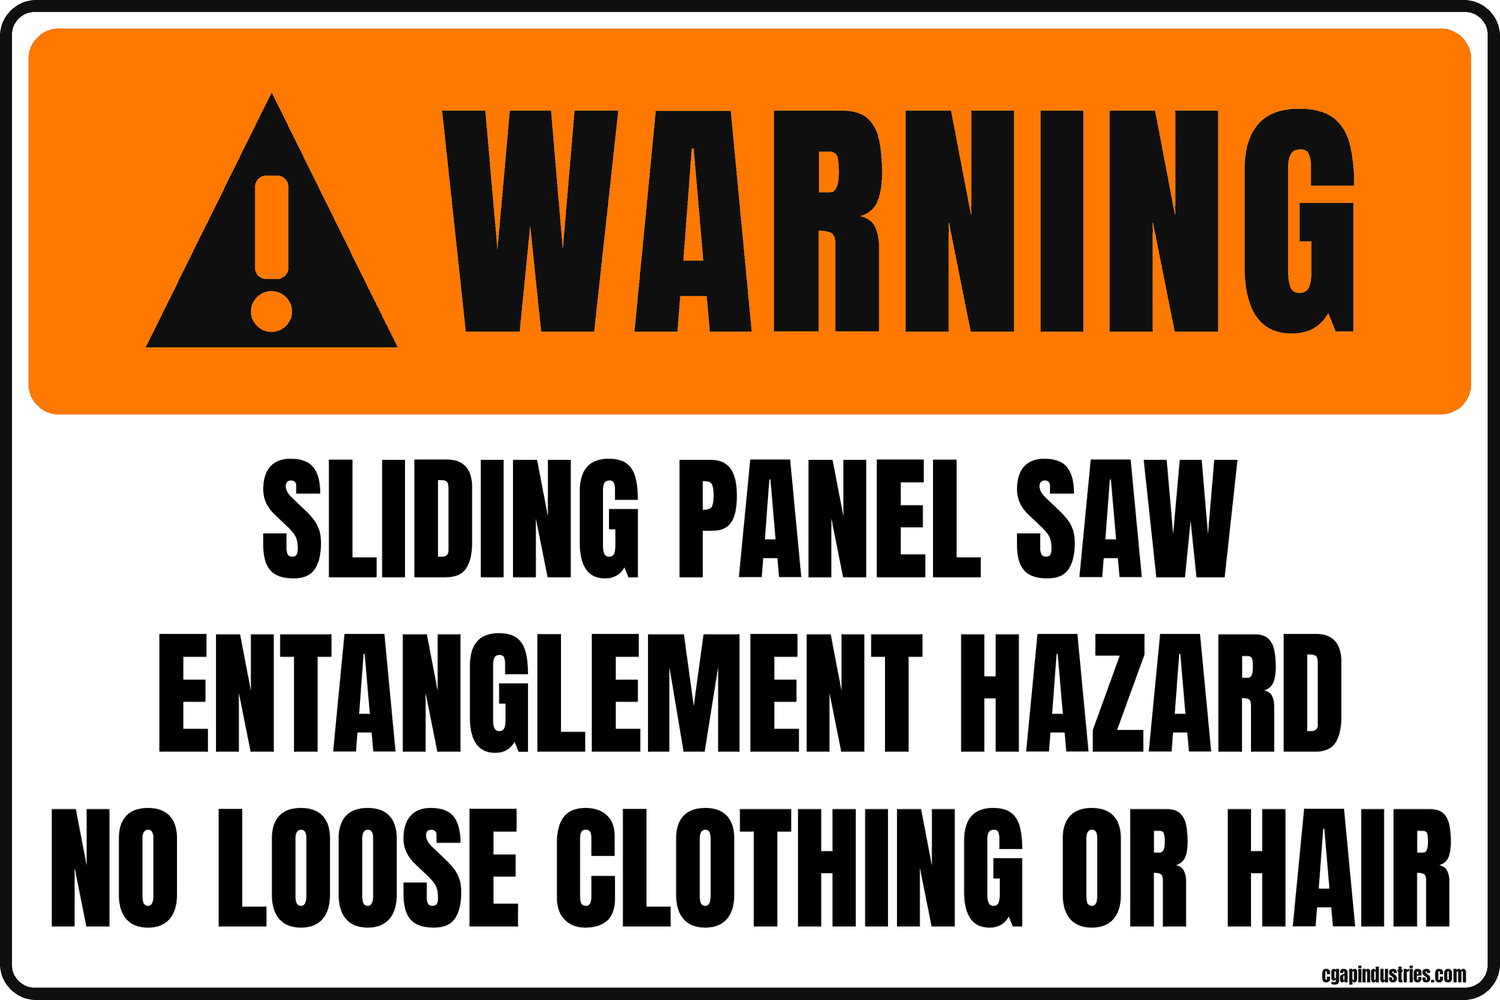 WARNING
SLIDING PANEL SAW
ENTANGLEMENT HAZARD
NO LOOSE CLOTHING OR HAIR
cgapindustries.com